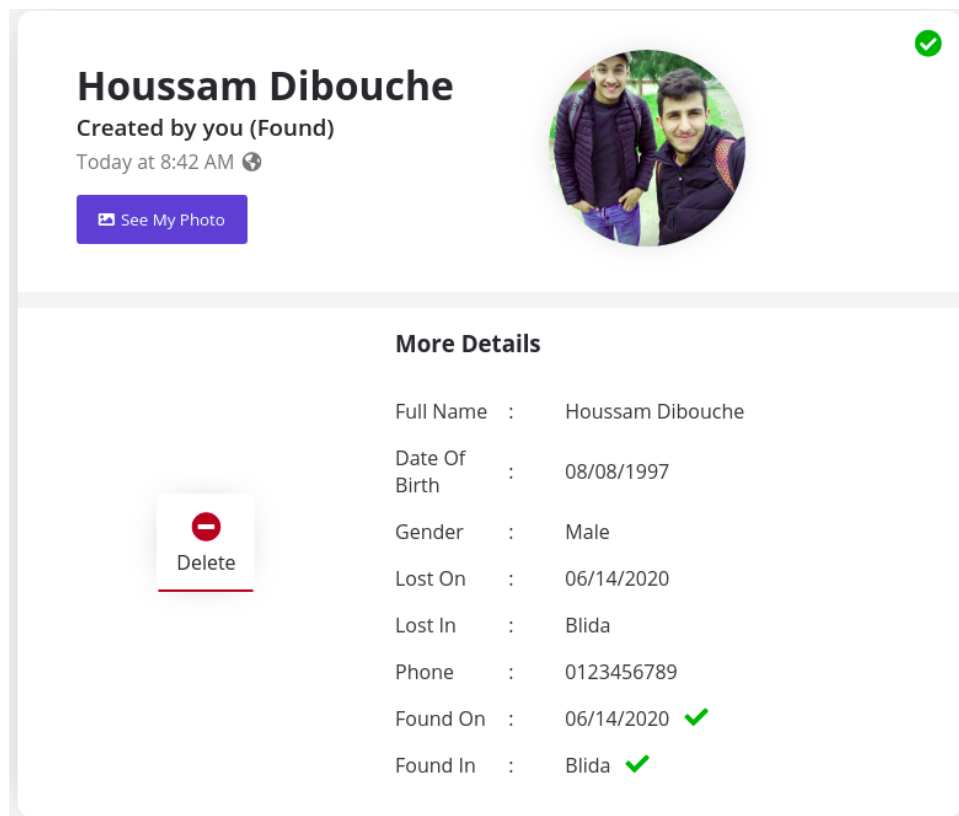 Houssam Dibouche
Created by you (Found)
Today at 8:42 AM
See My Photo
More Details
Full Name : Houssam Dibouche
Date Of
Birth : 08/08/1997
Gender : Male
Lost On : 06/14/2020
Lost In : Blida
Phone : 0123456789
Found On : 06/14/2020
Found In : Blida
Delete